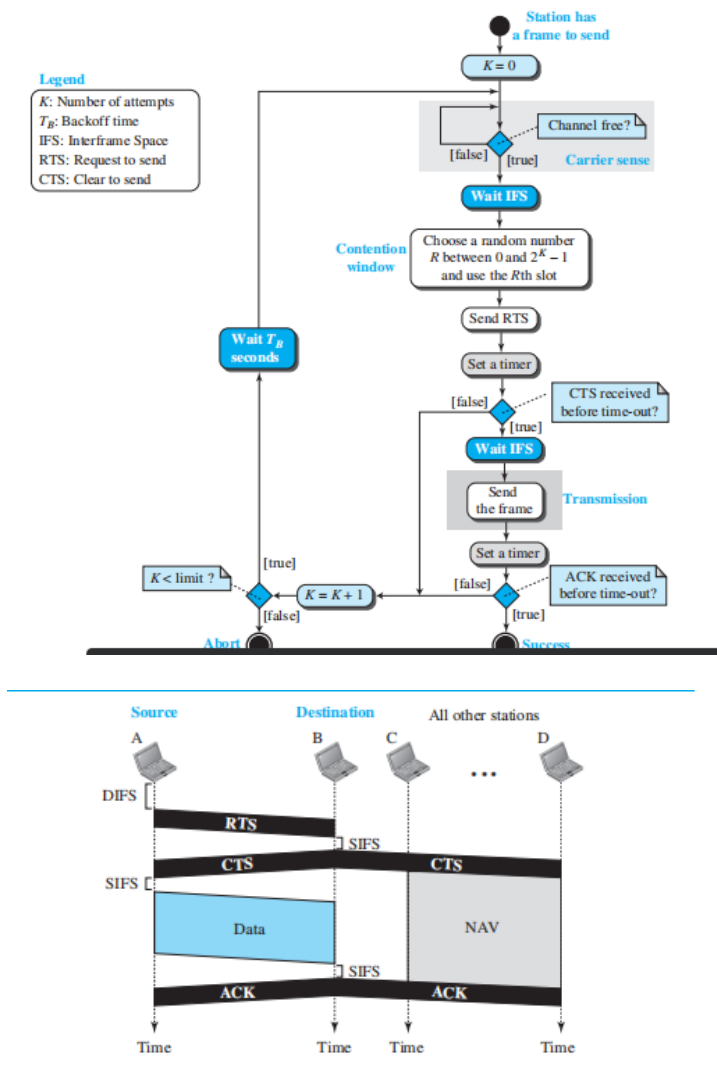 Station has
a frame to send
K = 0
Legend
K: Number of attempts
T_B: Backoff time
IFS: Interframe Space
RTS: Request to send
CTS: Clear to send
Channel free?
[false]
[true]
Carrier sense
Wait IFS
Contention
window
Choose a random number
R between 0 and 2^K – 1
and use the Rth slot
Send RTS
Wait T_B
seconds
Set a timer
[false]
CTS received
before time-out?
[true]
Wait IFS
Send
the frame
Transmission
Set a timer
[true]
K < limit ?
[false]
ACK received
before time-out?
K = K + 1
[false]
[true]
Abort
Success
Source
Destination
All other stations
A
B
C
D
DIFS
RTS
SIFS
CTS
CTS
SIFS
Data
NAV
SIFS
ACK
ACK
Time
Time
Time
Time